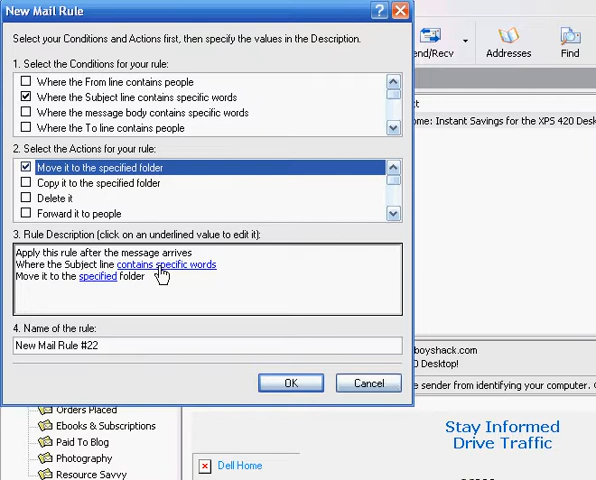 New Mail Rule
Select your Conditions and Actions first, then specify the values in the Description.
1. Select the Conditions for your rule:
Where the From line contains people
Where the Subject line contains specific words
Where the message body contains specific words
Where the To line contains people
2. Select the Actions for your rule:
Move it to the specified folder
Copy it to the specified folder
Delete it
Forward it to people
3. Rule Description (click on an underlined value to edit it):
Apply this rule after the message arrives
Where the Subject line contains specific words
Move it to the specified folder
4. Name of the rule:
New Mail Rule #22
OK Cancel
nd/Recv Addresses Find
ct
ome: Instant Savings for the XPS 420 Desk
boyshack.com
0 Desktop!
e sender from identifying your computer.
Orders Placed
Ebooks & Subscriptions
Paid To Blog
Photography
Resource Savvy
Stay Informed
Drive Traffic
Dell Home